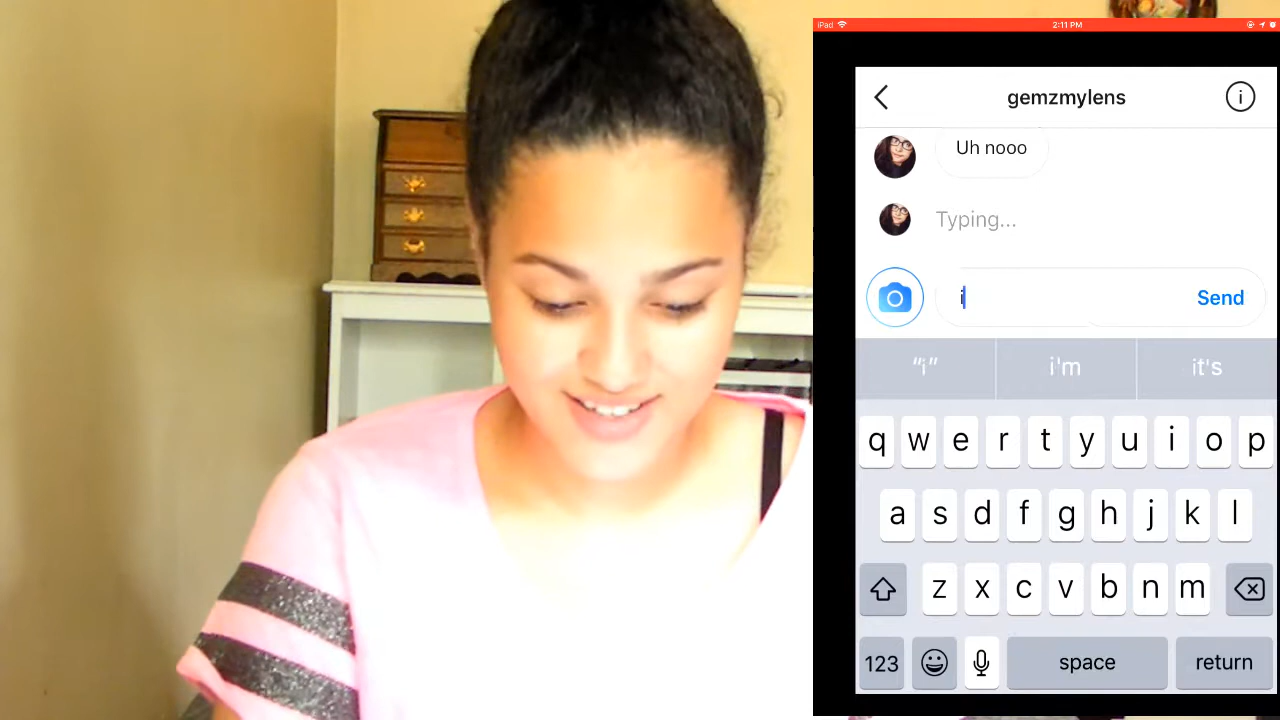 iPad 2:11 PM
gemzmylens
Uh nooo
Typing...
i Send
"i" i'm it's
q w e r t y u i o p
a s d f g h j k l
z x c v b n m
123 space return